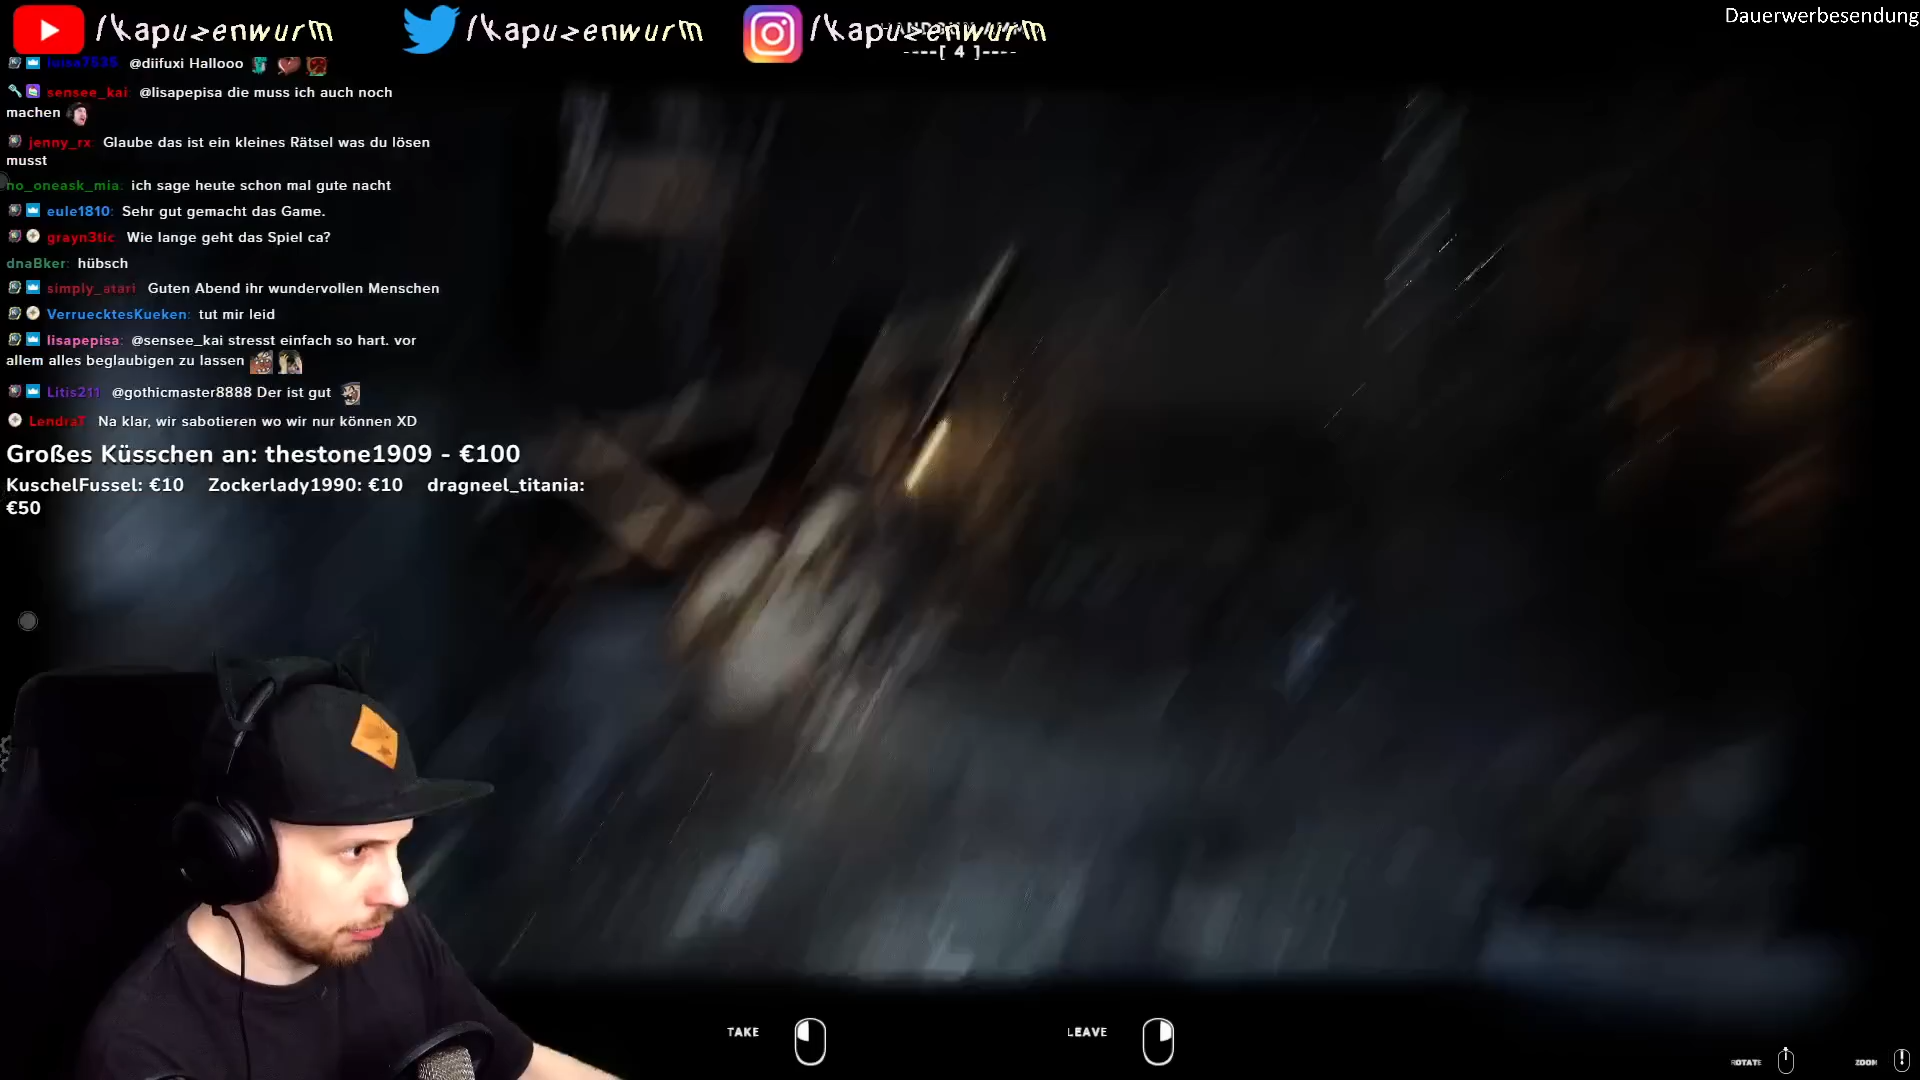 /kapuzenwurm
/kapuzenwurm
/kapuzenwurm
Dauerwerbesendung
----[ 4 ]----
luisa7535 @diifuxi Hallooo
sensee_kai: @lisapepisa die muss ich auch noch
machen
jenny_rx: Glaube das ist ein kleines Rätsel was du lösen
musst
no_oneask_mia: ich sage heute schon mal gute nacht
eule1810: Sehr gut gemacht das Game.
grayn3tic: Wie lange geht das Spiel ca?
dnaBker: hübsch
simply_atari: Guten Abend ihr wundervollen Menschen
VerruecktesKueken: tut mir leid
lisapepisa: @sensee_kai stresst einfach so hart. vor
allem alles beglaubigen zu lassen
Litis211 @gothicmaster8888 Der ist gut
LendraT Na klar, wir sabotieren wo wir nur können XD
Großes Küsschen an: thestone1909 - €100
KuschelFussel: €10 Zockerlady1990: €10 dragneel_titania:
€50
TAKE
LEAVE
ROTATE
ZOOM